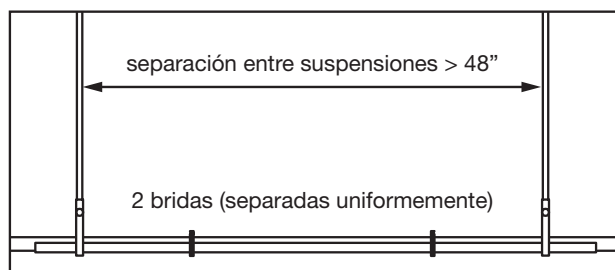 separación entre suspensiones > 48”
2 bridas (separadas uniformemente)